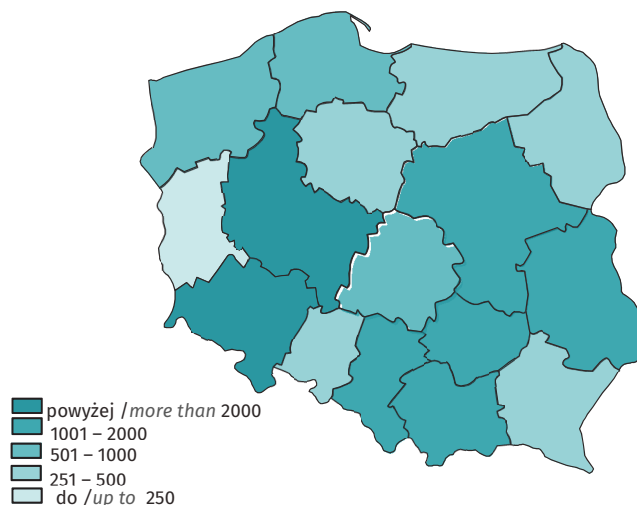 powyżej /more than 2000
1001 – 2000
501 – 1000
251 – 500
do /up to 250